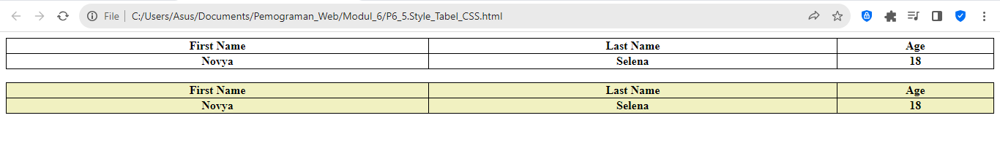 File C:/Users/Asus/Documents/Pemograman_Web/Modul_6/P6_5.Style_Tabel_CSS.html
First Name Last Name Age
Novya Selena 18
First Name Last Name Age
Novya Selena 18